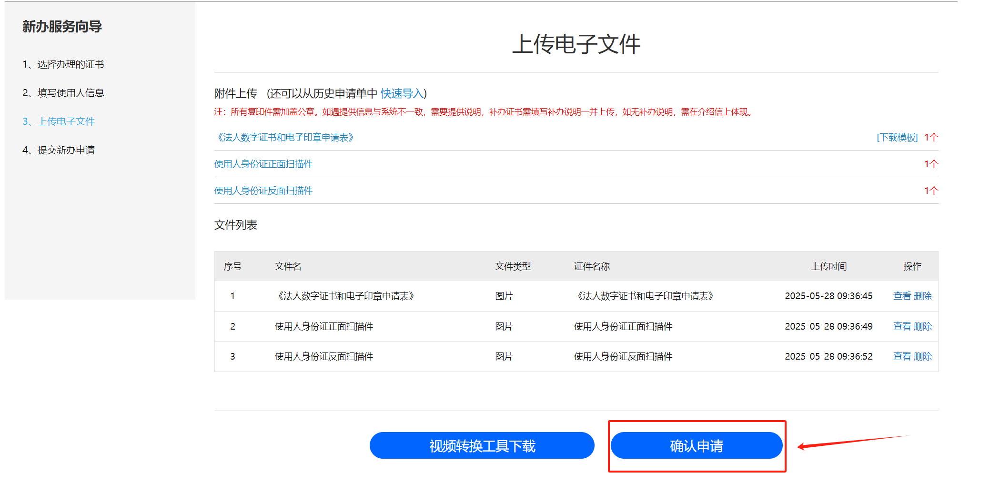 新办服务向导
1、选择办理的证书
2、填写使用人信息
3、上传电子文件
4、提交新办申请
上传电子文件
附件上传 (还可以从历史申请单中 快速导入)
注：所有复印件需加盖公章。如遇提供信息与系统不一致，需要提供说明，补办证书需填写补办说明一并上传，如无补办说明，需在介绍信上体现。
《法人数字证书和电子印章申请表》 [下载模板] 1个
使用人身份证正面扫描件 1个
使用人身份证反面扫描件 1个
文件列表
序号 文件名 文件类型 证件名称 上传时间 操作
1 《法人数字证书和电子印章申请表》 图片 《法人数字证书和电子印章申请表》 2025-05-28 09:36:45 查看 删除
2 使用人身份证正面扫描件 图片 使用人身份证正面扫描件 2025-05-28 09:36:49 查看 删除
3 使用人身份证反面扫描件 图片 使用人身份证反面扫描件 2025-05-28 09:36:52 查看 删除
视频转换工具下载 确认申请